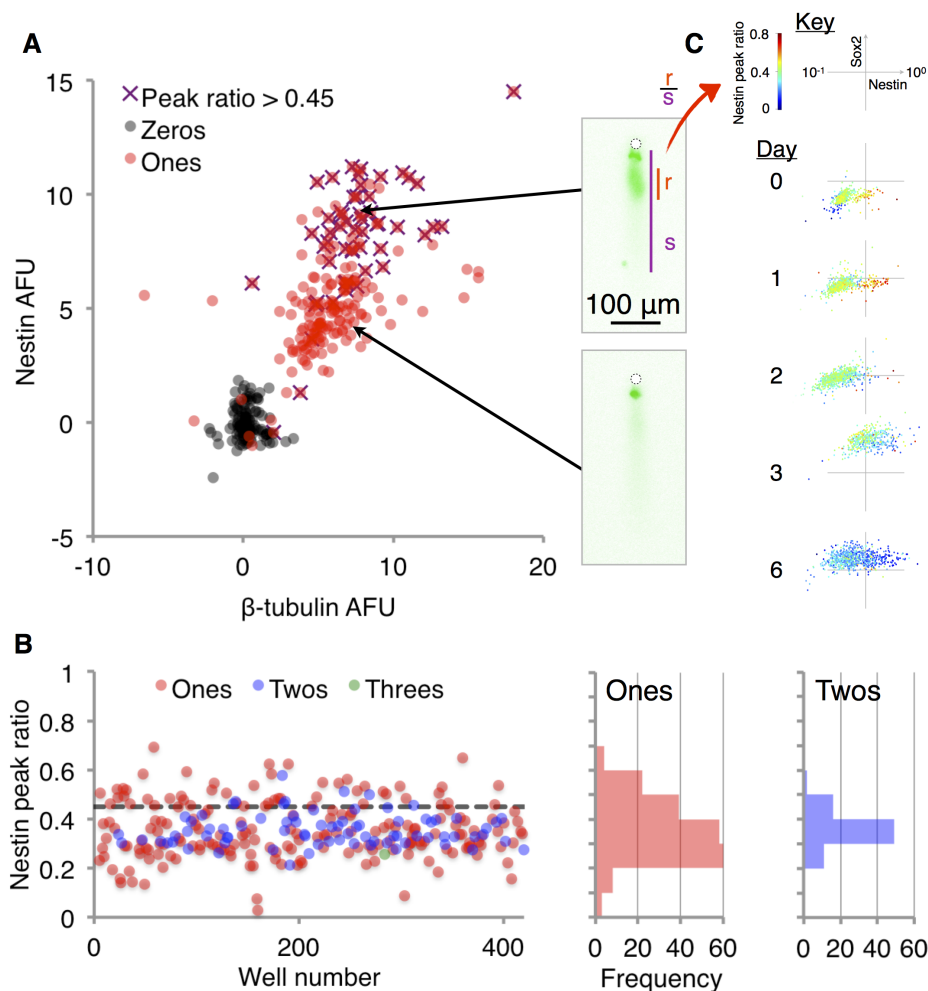 A
Nestin AFU
15
10
5
0
-5
-10
0
10
20
β-tubulin AFU
Peak ratio > 0.45
Zeros
Ones
r
s
r
s
100 µm
C
Key
Nestin peak ratio
0.8
0.4
0
Sox2
10-1
100
Nestin
Day
0
1
2
3
6
B
Nestin peak ratio
1
0.8
0.6
0.4
0.2
0
0
200
400
Well number
Ones
Twos
Threes
Ones
0
20
40
60
Frequency
Twos
0
20
40
60